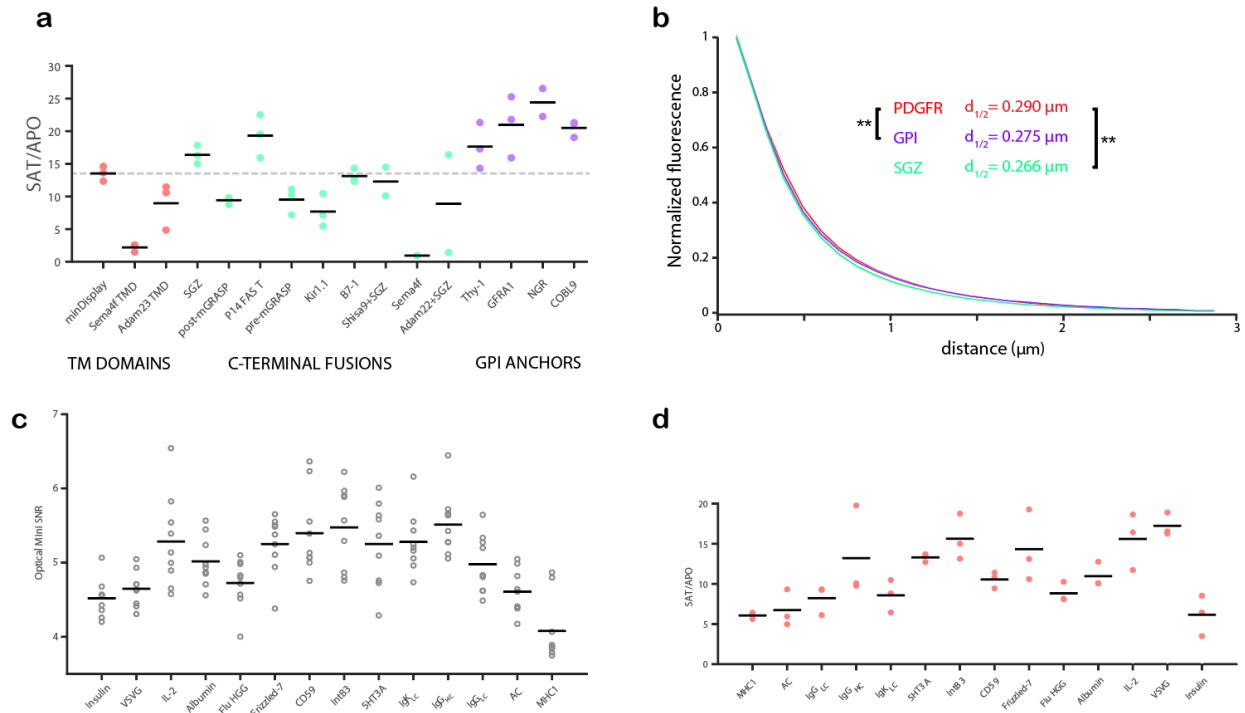 a
SAT/APO
30
25
20
15
10
5
0
minDisplay
Sema4f TMD
Adam23 TMD
SGZ
post-mGRASP
P14 FAS T
pre-mGRASP
Kir1.1
B7-1
Shisa9+SGZ
Sema4f
Adam22+SGZ
Thy-1
GFRA1
NGR
COBL9
TM DOMAINS
C-TERMINAL FUSIONS
GPI ANCHORS
b
Normalized fluorescence
1
0.8
0.6
0.4
0.2
0
0
1
2
3
distance (μm)
PDGFR d1/2= 0.290 μm
GPI d1/2= 0.275 μm
SGZ d1/2= 0.266 μm
**
**
c
Optical Mini SNR
7
6
5
4
Insulin
VSVG
IL-2
Albumin
Flu HGG
Frizzled-7
CD59
IntB3
5HT3A
IgKLC
IgGHC
IgGLC
AC
MHC1
d
SAT/APO
20
15
10
5
0
MHC1
AC
IgG LC
IgG HC
IgK LC
5HT3 A
IntB 3
CD5 9
Frizzled-7
Flu HGG
Albumin
IL-2
VSVG
Insulin